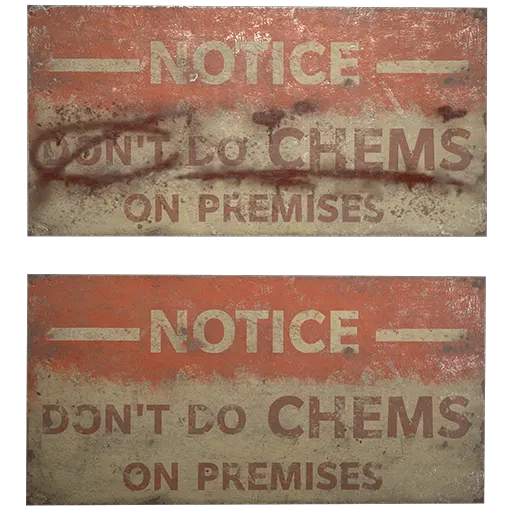 NOTICE
DON'T DO CHEMS
ON PREMISES
NOTICE
DON'T DO CHEMS
ON PREMISES